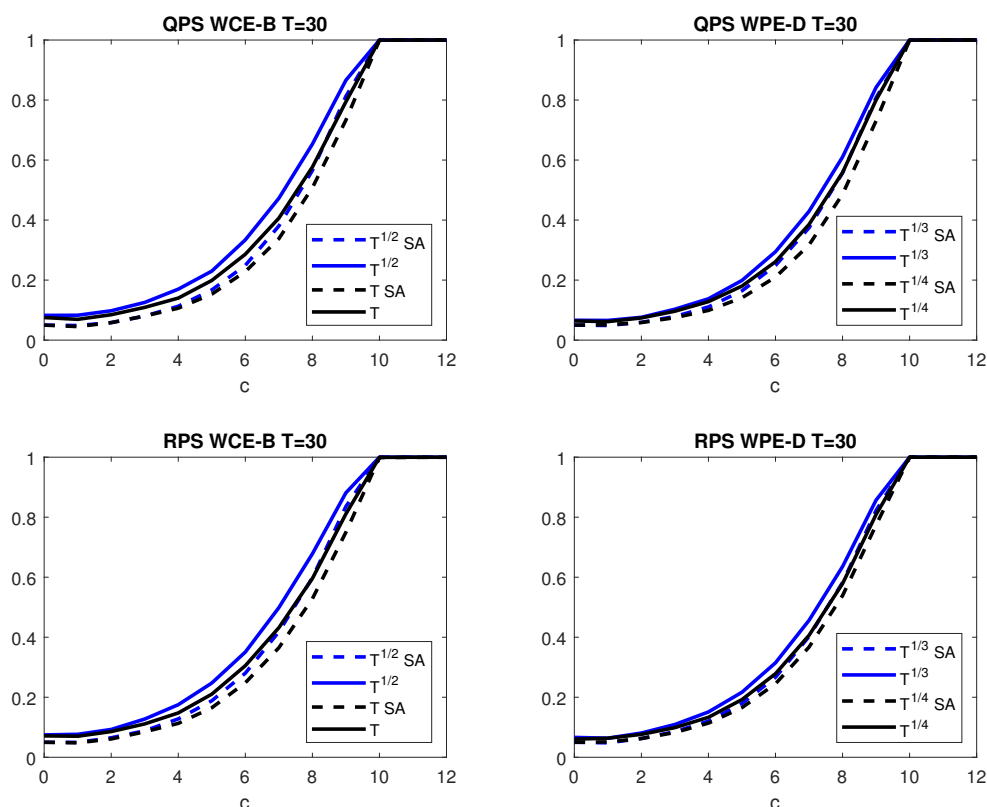 QPS WCE-B T=30
1
0.8
0.6
0.4
0.2
0
0 2 4 6 8 10 12
c
T^1/2 SA
T^1/2
T SA
T
QPS WPE-D T=30
1
0.8
0.6
0.4
0.2
0
0 2 4 6 8 10 12
c
T^1/3 SA
T^1/3
T^1/4 SA
T^1/4
RPS WCE-B T=30
1
0.8
0.6
0.4
0.2
0
0 2 4 6 8 10 12
c
T^1/2 SA
T^1/2
T SA
T
RPS WPE-D T=30
1
0.8
0.6
0.4
0.2
0
0 2 4 6 8 10 12
c
T^1/3 SA
T^1/3
T^1/4 SA
T^1/4